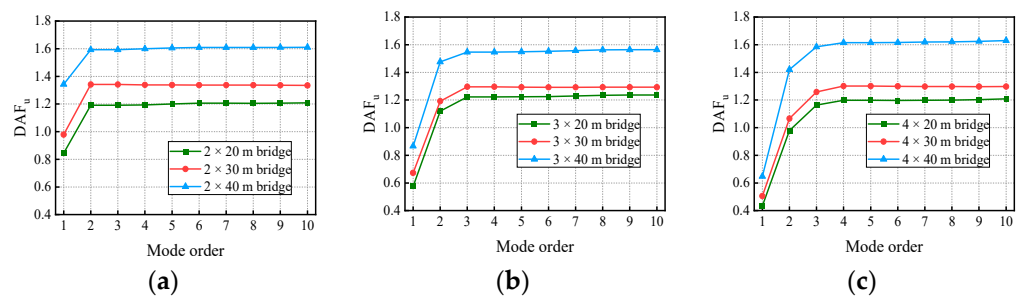 1.8
1.6
1.4
1.2
1.0
0.8
0.6
0.4
DAFu
2 × 20 m bridge
2 × 30 m bridge
2 × 40 m bridge
1 2 3 4 5 6 7 8 9 10
Mode order
(a)
1.8
1.6
1.4
1.2
1.0
0.8
0.6
0.4
DAFu
3 × 20 m bridge
3 × 30 m bridge
3 × 40 m bridge
1 2 3 4 5 6 7 8 9 10
Mode order
(b)
1.8
1.6
1.4
1.2
1.0
0.8
0.6
0.4
DAFu
4 × 20 m bridge
4 × 30 m bridge
4 × 40 m bridge
1 2 3 4 5 6 7 8 9 10
Mode order
(c)